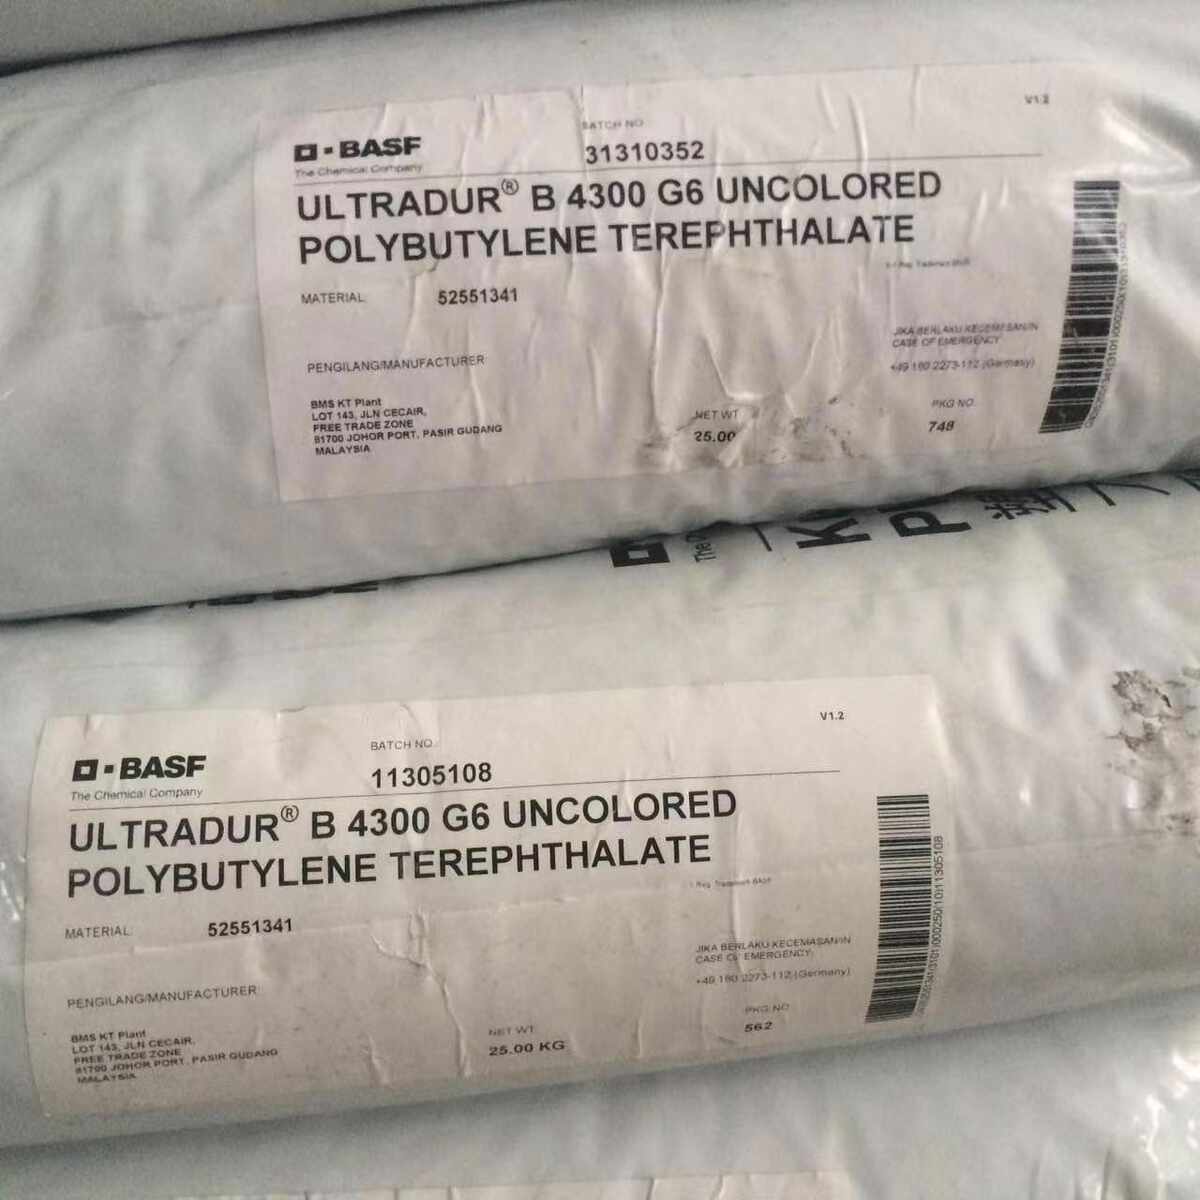 V1.2
BATCH NO.
BASF
31310352
The Chemical Company
ULTRADUR® B 4300 G6 UNCOLORED
POLYBUTYLENE TEREPHTHALATE
MATERIAL: 52551341
JIKA BERLAKU KECEMASAN/IN
CASE OF EMERGENCY:
+49 180 2273-112 (Germany)
PENGILANG/MANUFACTURER
BMS KT Plant
LOT 143, JLN CECAIR,
FREE TRADE ZONE
81700 JOHOR PORT, PASIR GUDANG
MALAYSIA
NET WT
25.00
PKG NO.
748
The
K
P
V1.2
BATCH NO.
BASF
11305108
The Chemical Company
ULTRADUR® B 4300 G6 UNCOLORED
POLYBUTYLENE TEREPHTHALATE
MATERIAL: 52551341
JIKA BERLAKU KECEMASAN/IN
CASE OF EMERGENCY:
+49 180 2273-112 (Germany)
PENGILANG/MANUFACTURER
BMS KT Plant
LOT 143, JLN CECAIR,
FREE TRADE ZONE
81700 JOHOR PORT, PASIR GUDANG
MALAYSIA
NET WT
25.00 KG
PKG NO
562